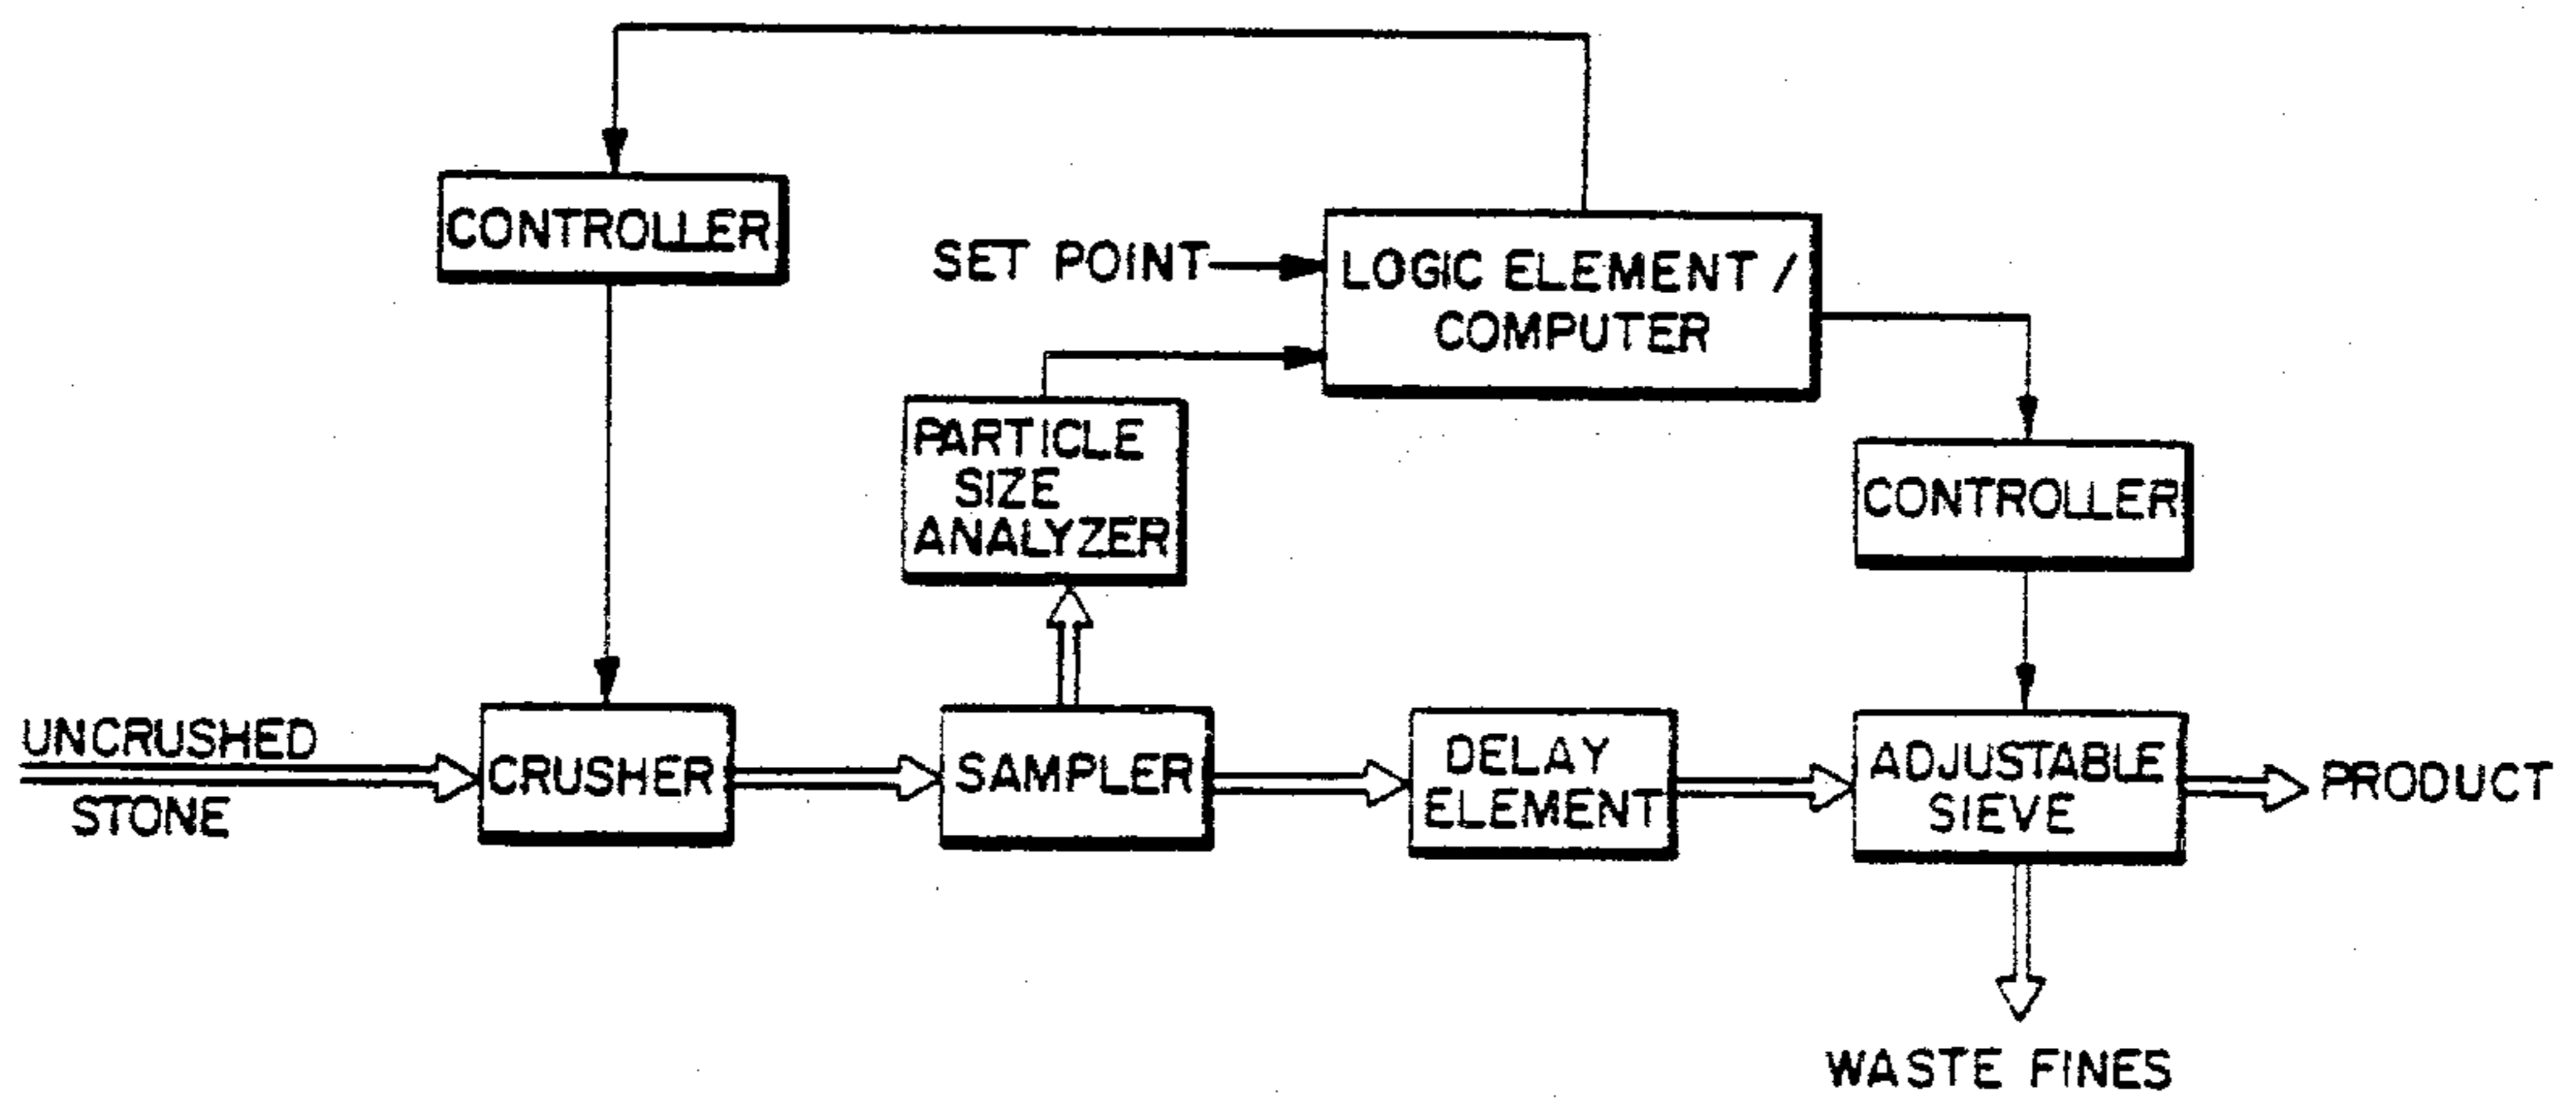 CONTROLLER
SET POINT
LOGIC ELEMENT /
COMPUTER
PARTICLE
SIZE
ANALYZER
CONTROLLER
UNCRUSHED
STONE
CRUSHER
SAMPLER
DELAY
ELEMENT
ADJUSTABLE
SIEVE
PRODUCT
WASTE FINES